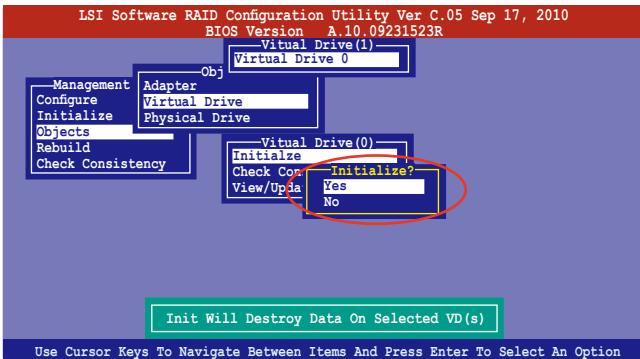 LSI Software RAID Configuration Utility Ver C.05 Sep 17, 2010
BIOS Version A.10.09231523R
Vitual Drive(1)
Virtual Drive 0
Obj
Adapter
Virtual Drive
Physical Drive
Management
Configure
Initialize
Objects
Rebuild
Check Consistency
Vitual Drive(0)
Initialze
Check Con
View/Upda
Initialize?
Yes
No
Init Will Destroy Data On Selected VD(s)
Use Cursor Keys To Navigate Between Items And Press Enter To Select An Option